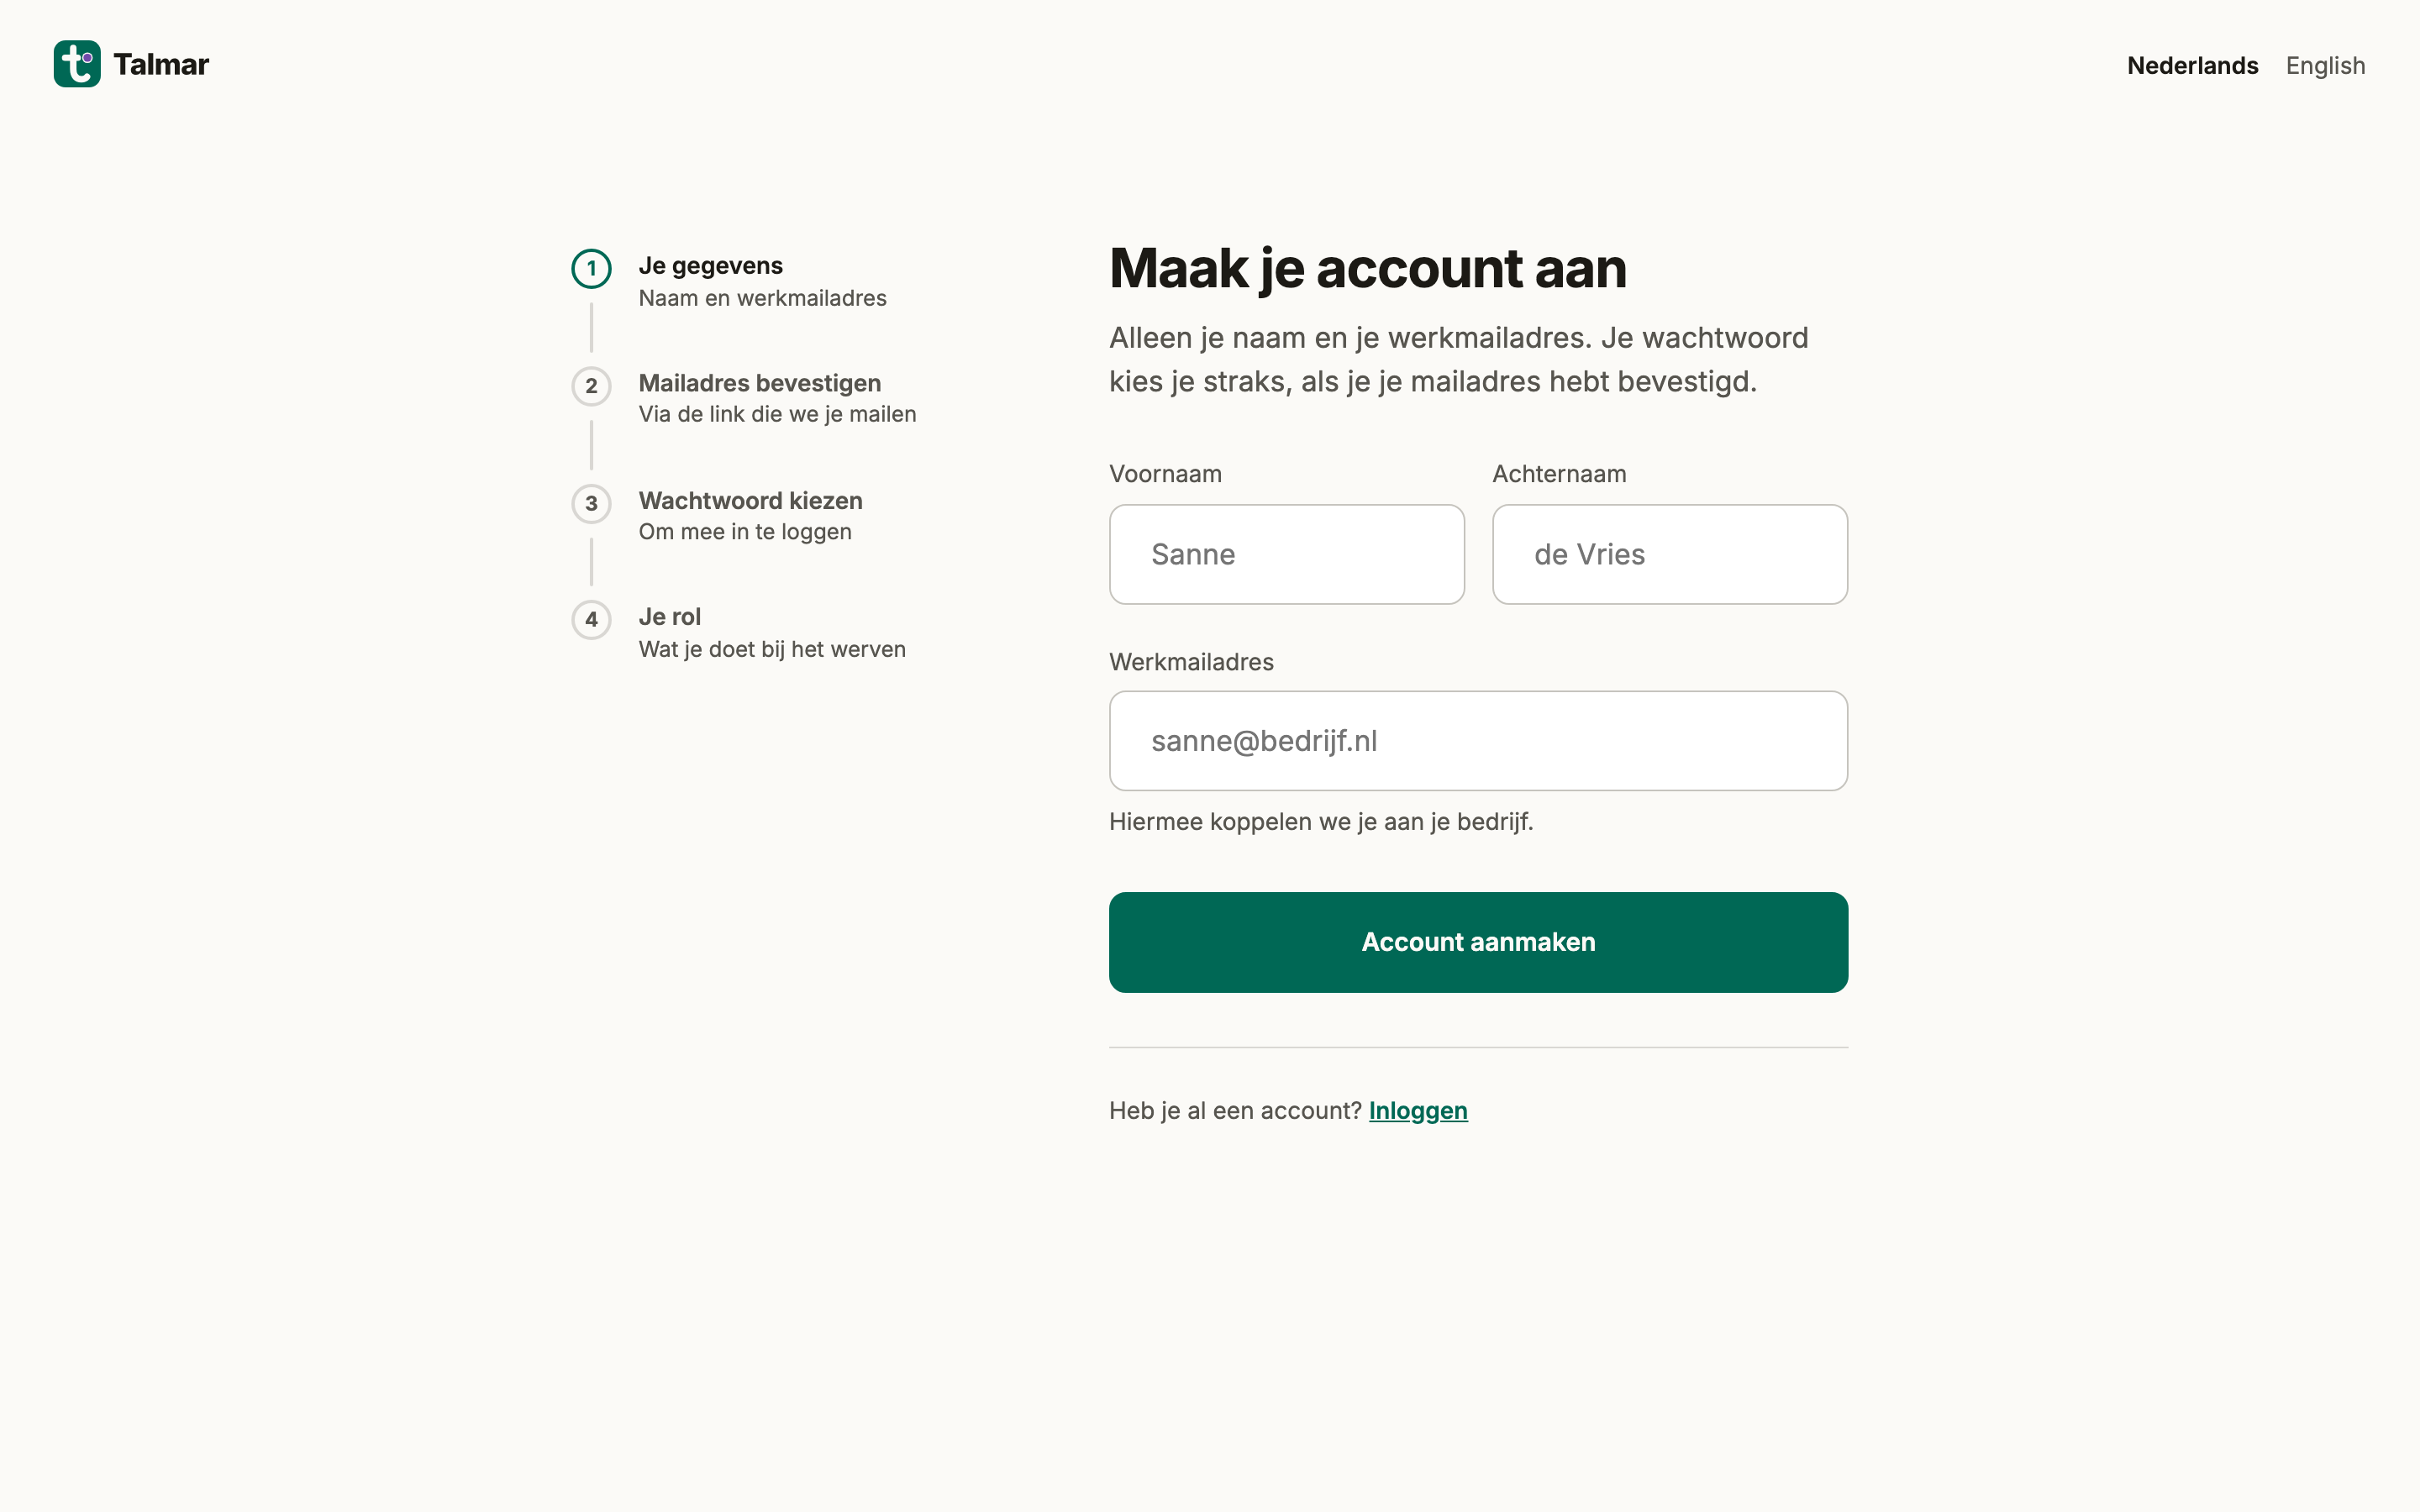 Talmar
Nederlands English
1 Je gegevens
Naam en werkmailadres
2 Mailadres bevestigen
Via de link die we je mailen
3 Wachtwoord kiezen
Om mee in te loggen
4 Je rol
Wat je doet bij het werven
Maak je account aan
Alleen je naam en je werkmailadres. Je wachtwoord
kies je straks, als je je mailadres hebt bevestigd.
Voornaam Achternaam
Sanne de Vries
Werkmailadres
sanne@bedrijf.nl
Hiermee koppelen we je aan je bedrijf.
Account aanmaken
Heb je al een account? Inloggen